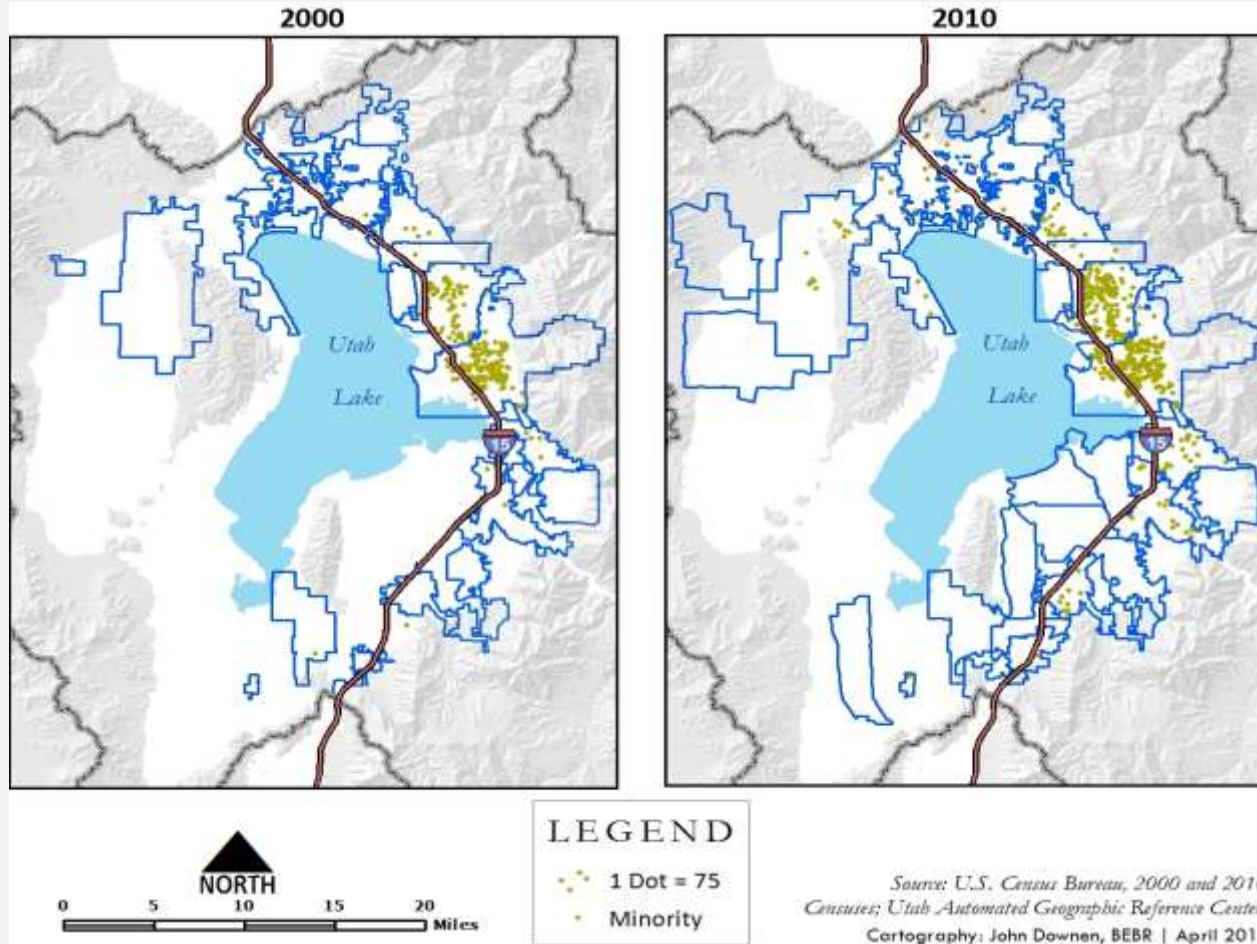 2000
2010
Utah
Lake
15
Utah
Lake
15
NORTH
0 5 10 15 20
Miles
LEGEND
1 Dot = 75
Minority
Source: U.S. Census Bureau, 2000 and 201
Censuses; Utah Automated Geographic Reference Center
Cartography: John Downen, BEBR | April 201